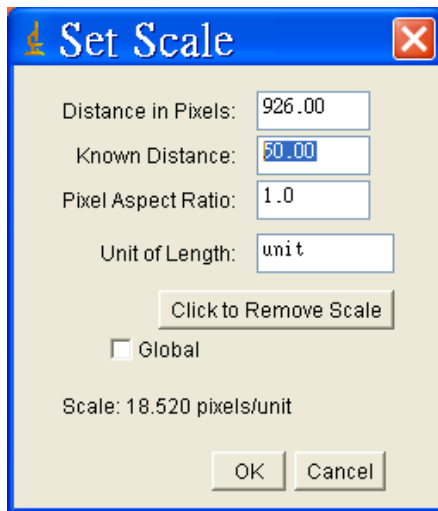 Set Scale
Distance in Pixels: 926.00
Known Distance: 50.00
Pixel Aspect Ratio: 1.0
Unit of Length: unit
Click to Remove Scale
Global
Scale: 18.520 pixels/unit
OK Cancel